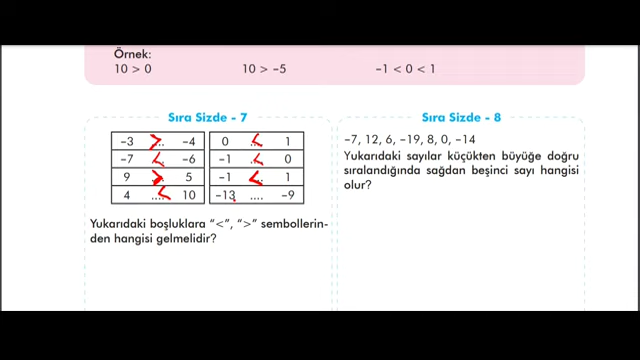 Örnek:
10 > 0 10 > –5 –1 < 0 < 1
Sıra Sizde - 7
–3 > –4 0 < 1
–7 < –6 –1 < 0
9 > 5 –1 < 1
4 < 10 –13 .... –9
Yukarıdaki boşluklara “<”, “>” sembollerin-
den hangisi gelmelidir?
Sıra Sizde - 8
–7, 12, 6, –19, 8, 0, –14
Yukarıdaki sayılar küçükten büyüğe doğru
sıralandığında sağdan beşinci sayı hangisi
olur?